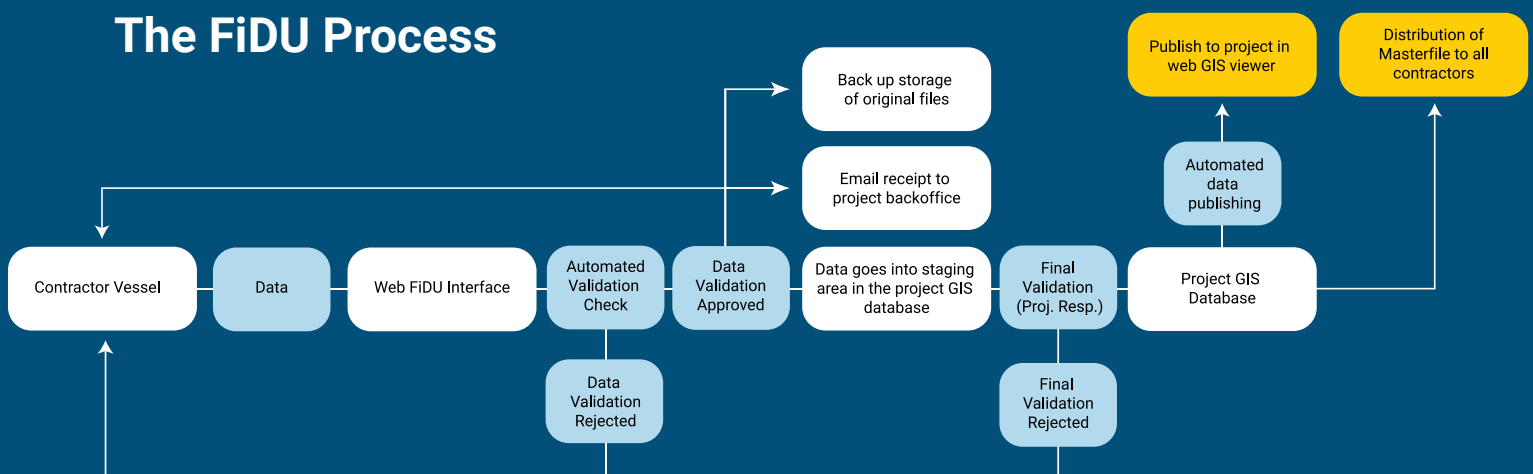 The FiDU Process
Back up storage
of original files
Publish to project in
web GIS viewer
Distribution of
Masterfile to all
contractors
Email receipt to
project backoffice
Automated
data
publishing
Contractor Vessel
Data
Web FiDU Interface
Automated
Validation
Check
Data
Validation
Approved
Data goes into staging
area in the project GIS
database
Final
Validation
(Proj. Resp.)
Project GIS
Database
Data
Validation
Rejected
Final
Validation
Rejected